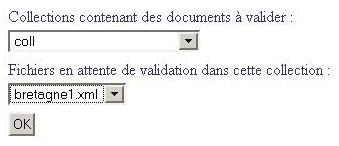 Collections contenant des documents à valider :
coll
Fichiers en attente de validation dans cette collection :
bretagne1.xml
OK